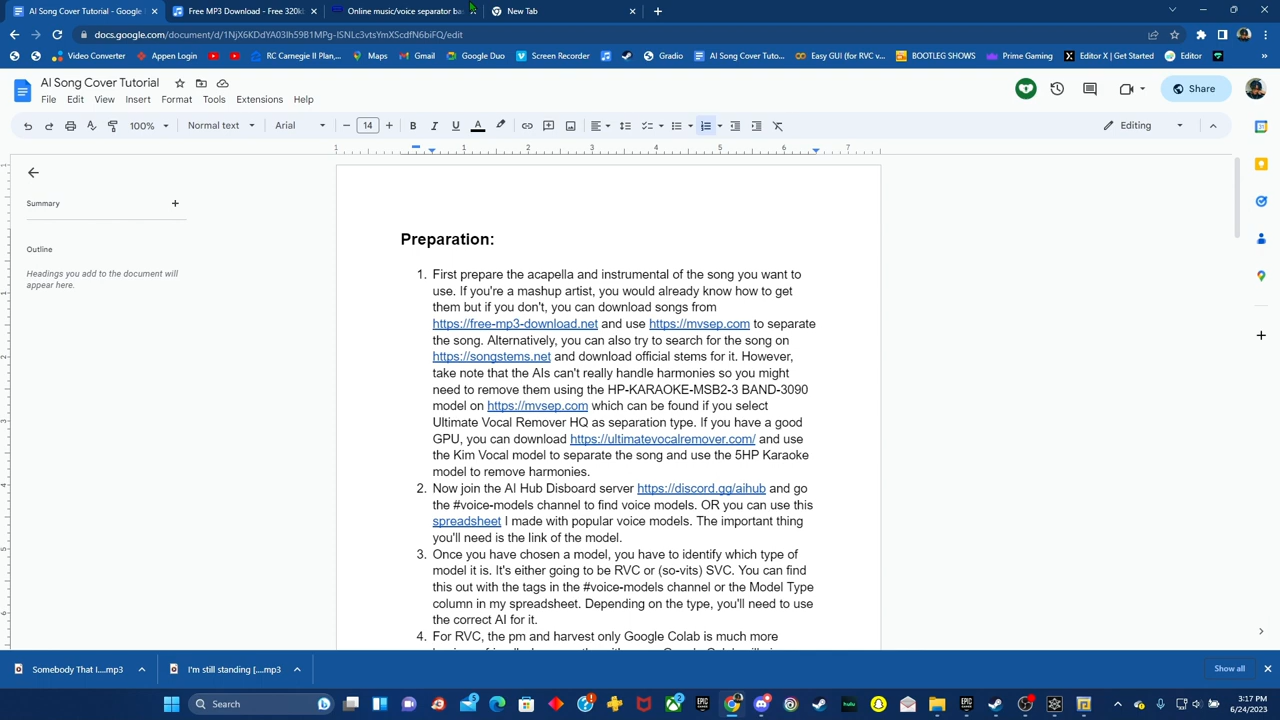 AI Song Cover Tutorial - Google
Free MP3 Download - Free 320k
Online music/voice separator ba
New Tab
docs.google.com/document/d/1NjX6KDdYA03Ih5981MPg-ISNLc3vtsYmXScdfN6biFQ/edit
Video Converter
Appen Login
RC Carnegie II Plan,...
Maps
Gmail
Google Duo
Screen Recorder
Gradio
AI Song Cover Tuto...
Easy GUI (for RVC v...
BOOTLEG SHOWS
Prime Gaming
Editor X | Get Started
Editor
AI Song Cover Tutorial
File Edit View Insert Format Tools Extensions Help
Share
100% Normal text Arial 14 B I U A
Editing
1 1 2 3 4 5 6 7
Summary
Outline
Headings you add to the document will
appear here.
Preparation:
1. First prepare the acapella and instrumental of the song you want to
use. If you're a mashup artist, you would already know how to get
them but if you don't, you can download songs from
https://free-mp3-download.net and use https://mvsep.com to separate
the song. Alternatively, you can also try to search for the song on
https://songstems.net and download official stems for it. However,
take note that the AIs can't really handle harmonies so you might
need to remove them using the HP-KARAOKE-MSB2-3 BAND-3090
model on https://mvsep.com which can be found if you select
Ultimate Vocal Remover HQ as separation type. If you have a good
GPU, you can download https://ultimatevocalremover.com/ and use
the Kim Vocal model to separate the song and use the 5HP Karaoke
model to remove harmonies.
2. Now join the AI Hub Disboard server https://discord.gg/aihub and go
the #voice-models channel to find voice models. OR you can use this
spreadsheet I made with popular voice models. The important thing
you'll need is the link of the model.
3. Once you have chosen a model, you have to identify which type of
model it is. It's either going to be RVC or (so-vits) SVC. You can find
this out with the tags in the #voice-models channel or the Model Type
column in my spreadsheet. Depending on the type, you'll need to use
the correct AI for it.
4. For RVC, the pm and harvest only Google Colab is much more
Somebody That I....mp3
I'm still standing [....mp3
Show all
Search
hulu
3:17 PM
6/24/2023